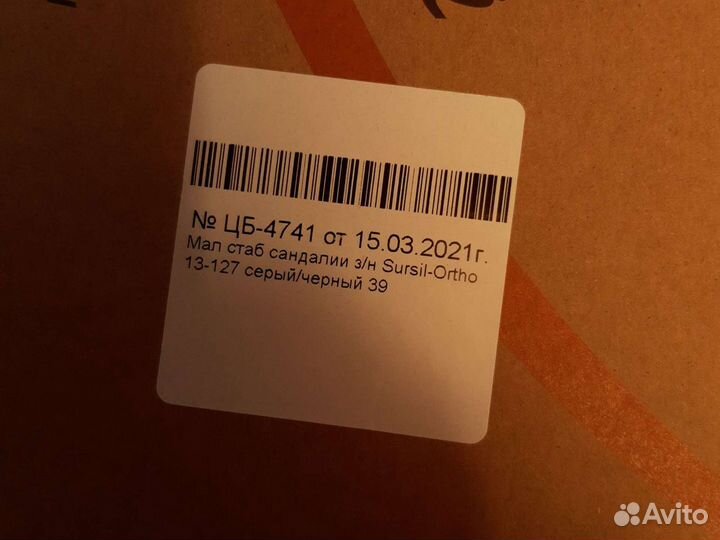 № ЦБ-4741 от 15.03.2021г.
Мал стаб сандалии з/н Sursil-Ortho
13-127 серый/черный 39
Avito